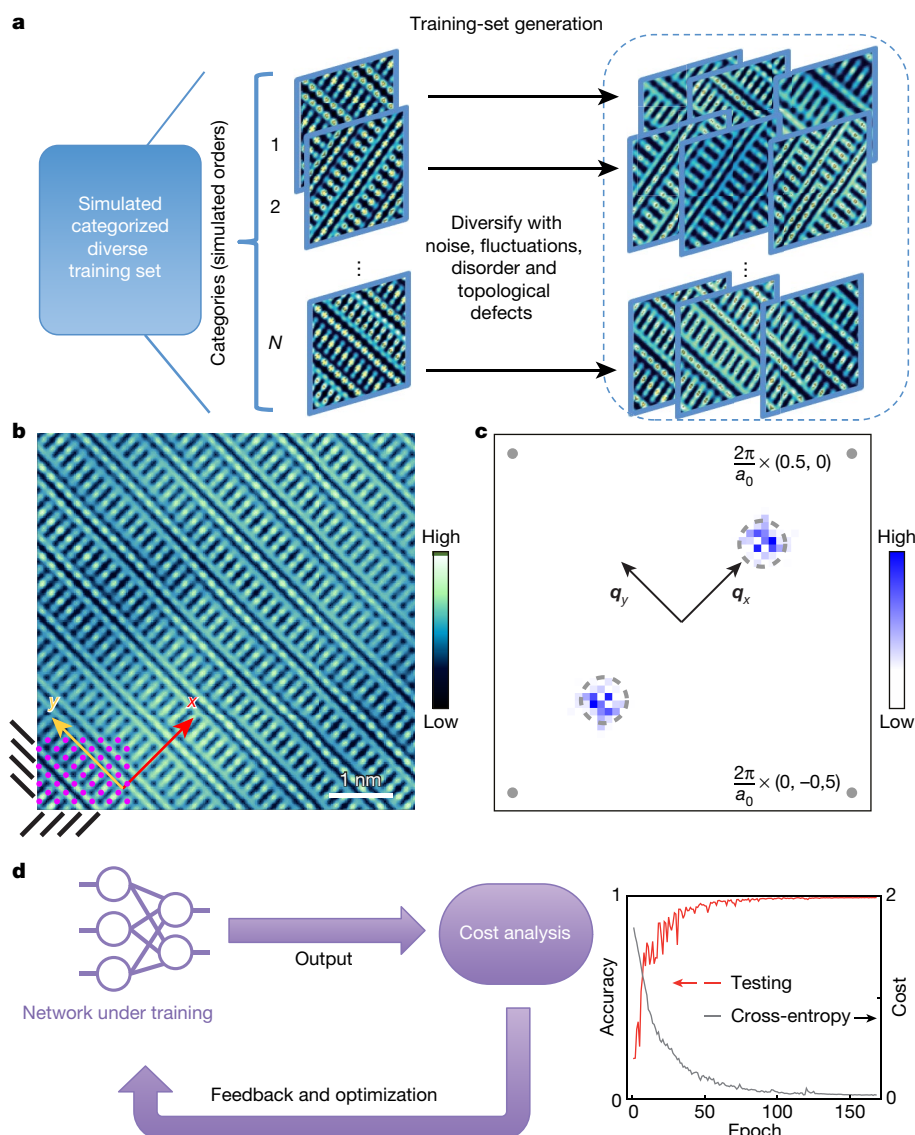 a
Training-set generation
Simulated
categorized
diverse
training set
Categories (simulated orders)
1
2
⋮
N
Diversify with
noise, fluctuations,
disorder and
topological
defects
⋮
b
y
x
1 nm
High
Low
c
2π/a₀ × (0.5, 0)
q_y
q_x
2π/a₀ × (0, −0,5)
High
Low
d
Network under training
Output
Cost analysis
Feedback and optimization
Accuracy
1
0
Testing
Cross-entropy
2
0
Cost
0 50 100 150
Epoch